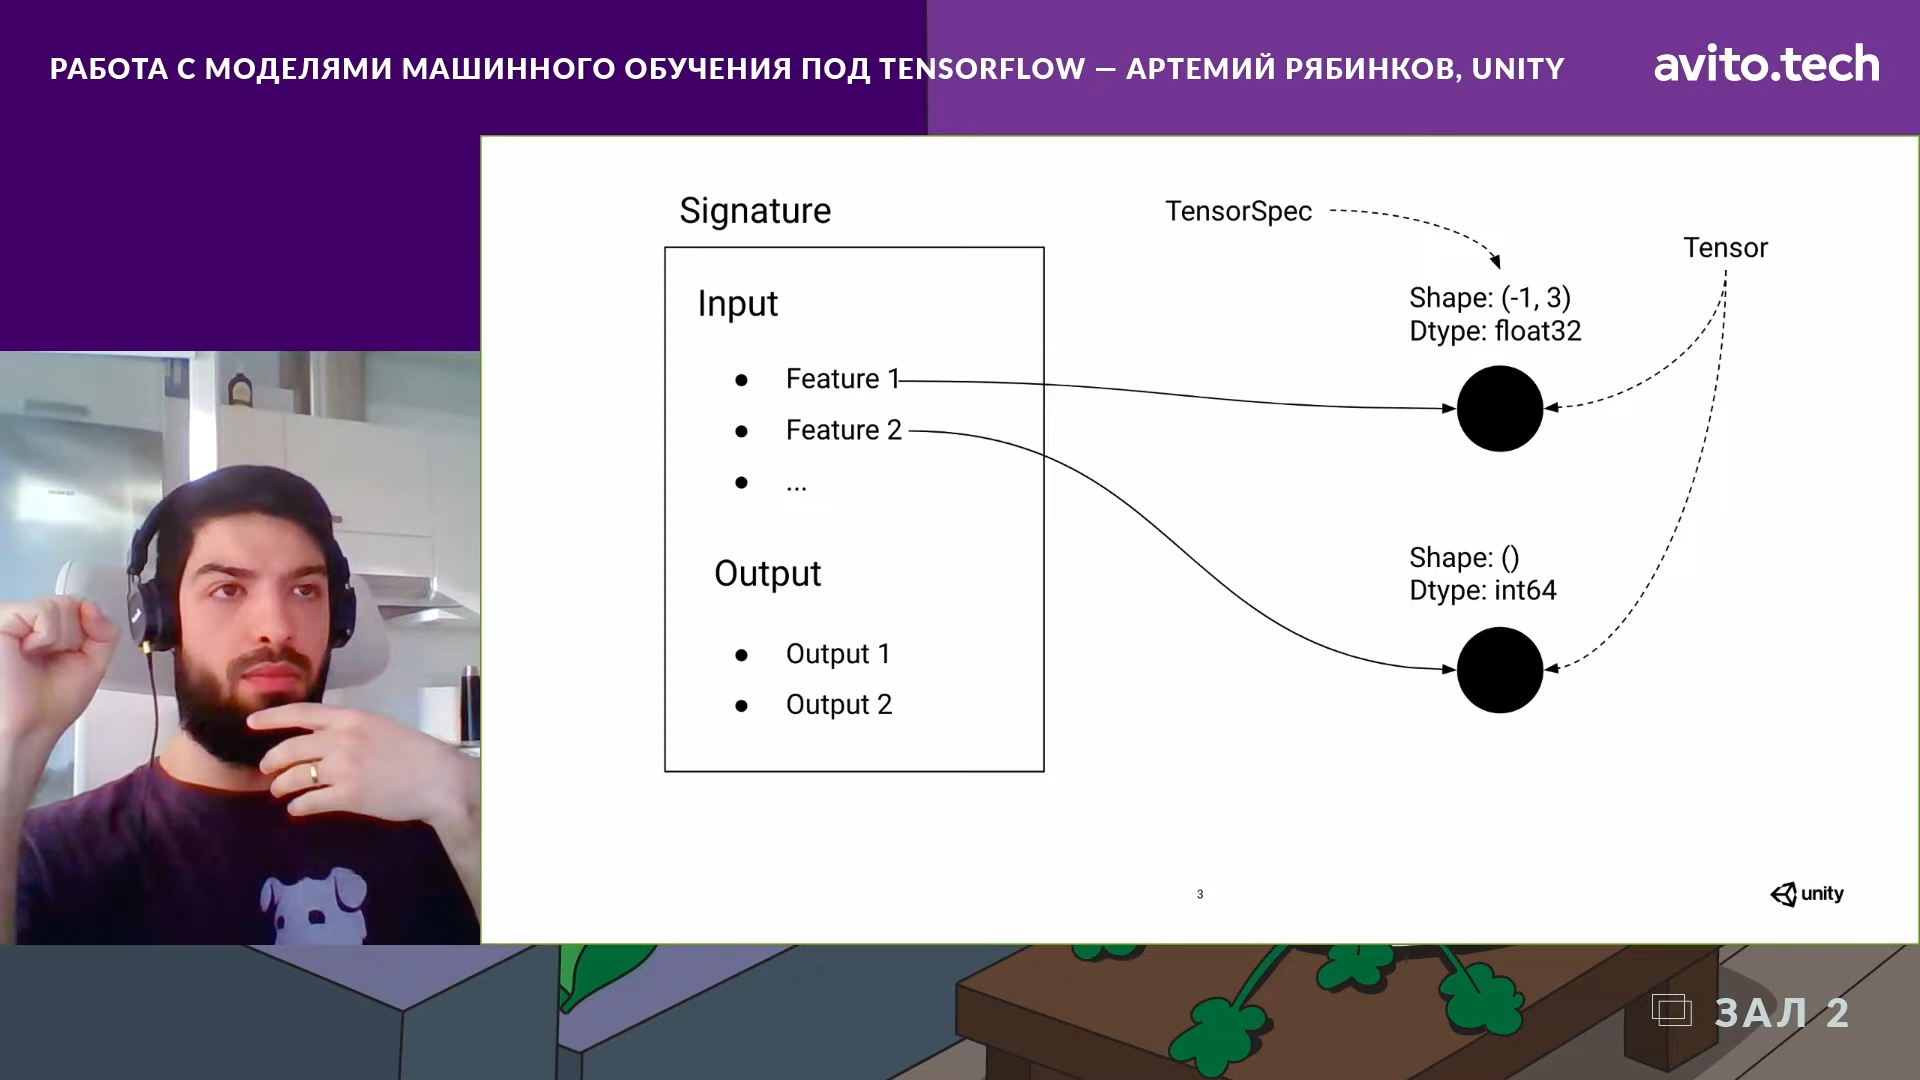 РАБОТА С МОДЕЛЯМИ МАШИННОГО ОБУЧЕНИЯ ПОД TENSORFLOW — АРТЕМИЙ РЯБИНКОВ, UNITY
avito.tech
Signature
TensorSpec
Tensor
Input
Shape: (-1, 3)
Dtype: float32
Feature 1
Feature 2
...
Shape: ()
Dtype: int64
Output
Output 1
Output 2
3
unity
ЗАЛ 2